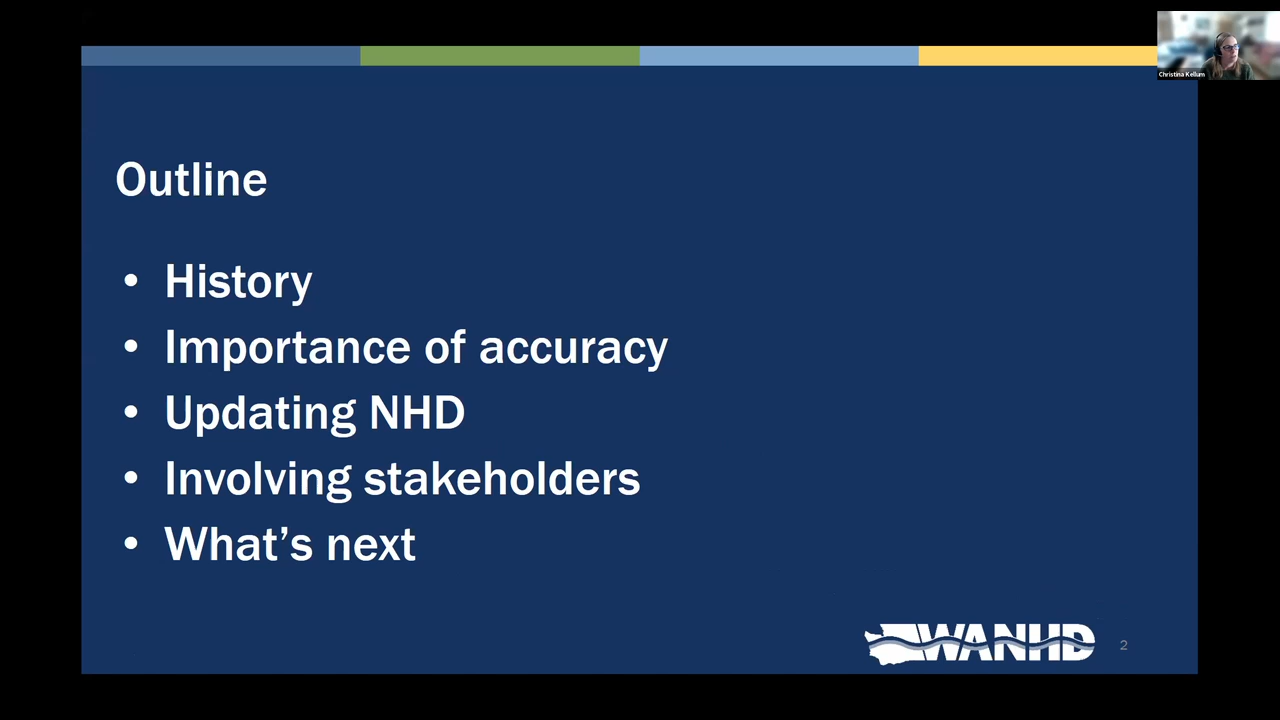 Christina Kellum
Outline
• History
• Importance of accuracy
• Updating NHD
• Involving stakeholders
• What’s next
WANHD
2